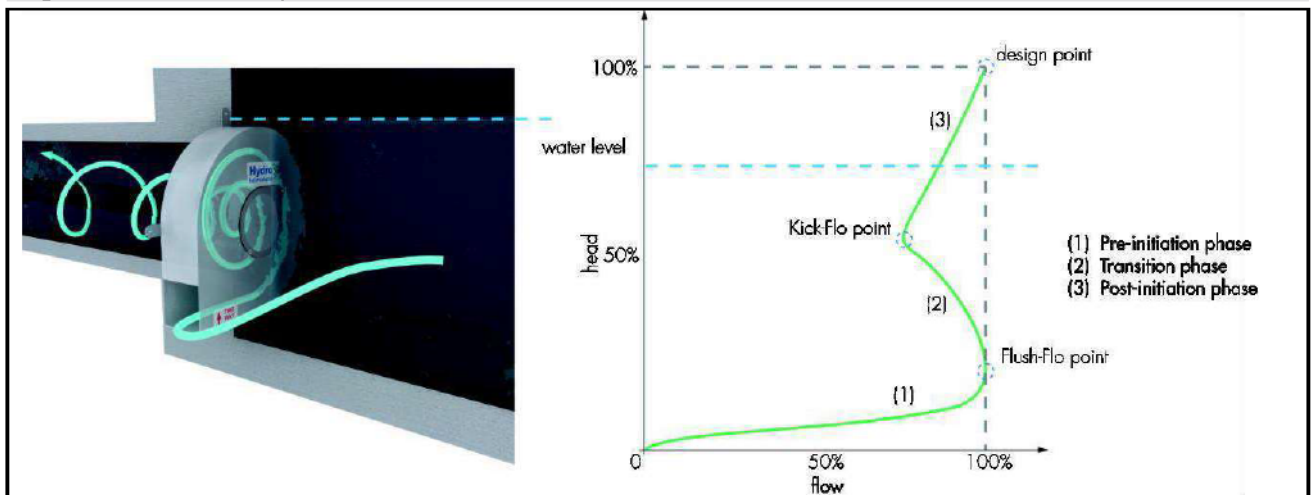 100%
design point
(3)
water level
Hydro
Kick-Flo point
50%
head
(1) Pre-initiation phase
(2) Transition phase
(3) Post-initiation phase
(2)
Flush-Flo point
(1)
0
50%
100%
flow